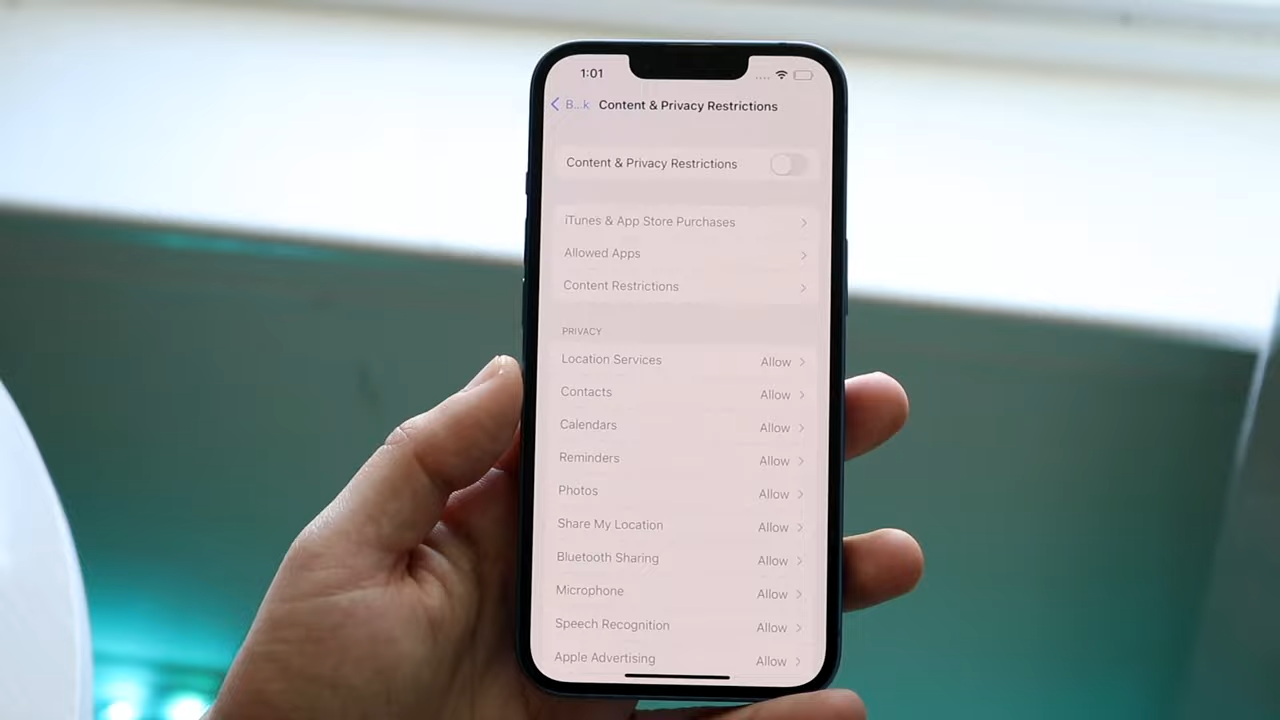 1:01
B...k Content & Privacy Restrictions
Content & Privacy Restrictions
iTunes & App Store Purchases
Allowed Apps
Content Restrictions
PRIVACY
Location Services Allow
Contacts Allow
Calendars Allow
Reminders Allow
Photos Allow
Share My Location Allow
Bluetooth Sharing Allow
Microphone Allow
Speech Recognition Allow
Apple Advertising Allow